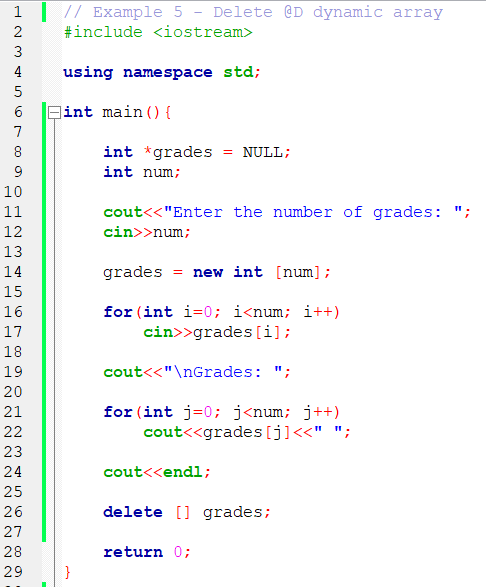 1 // Example 5 - Delete @D dynamic array
2 #include <iostream>
3
4 using namespace std;
5
6 int main(){
7
8 int *grades = NULL;
9 int num;
10
11 cout<<"Enter the number of grades: ";
12 cin>>num;
13
14 grades = new int [num];
15
16 for(int i=0; i<num; i++)
17 cin>>grades[i];
18
19 cout<<"\nGrades: ";
20
21 for(int j=0; j<num; j++)
22 cout<<grades[j]<<" ";
23
24 cout<<endl;
25
26 delete [] grades;
27
28 return 0;
29 }